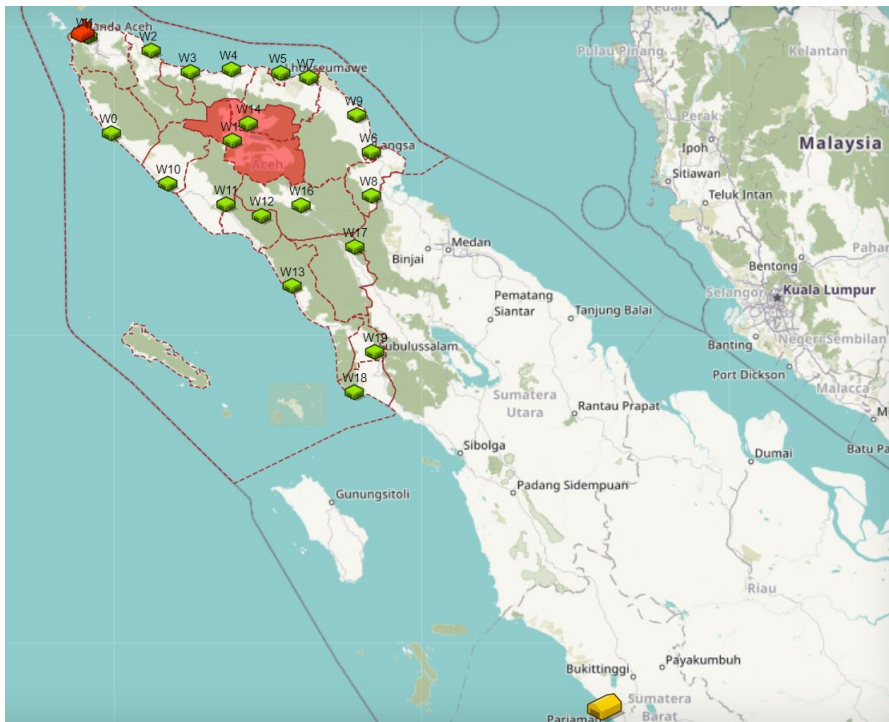 Kedah
Banda Aceh
W2
Pulau Pinang
Kelantan
W3
W4
W5
W7
Lhokseumawe
Perak
W9
W14
W0
W15
Ipoh
Malaysia
W6
Langsa
Aceh
Sitiawan
W10
W8
Teluk Intan
W11
W12
W16
W17
Medan
Binjai
Bentong
W13
Selangor
Kuala Lumpur
Pematang
Siantar
Tanjung Balai
Banting
Negeri Sembilan
W19
Subulussalam
Port Dickson
Malacca
W18
Sumatera
Utara
Rantau Prapat
Batu Pa
Sibolga
Dumai
Padang Sidempuan
Gunungsitoli
Riau
Bukittinggi
Payakumbuh
Sumatera
Barat
Pariaman